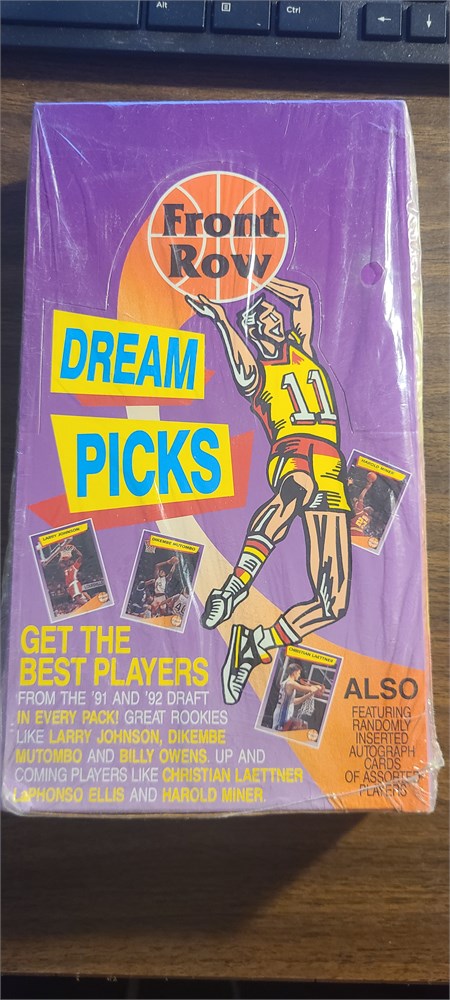 Alt
Ctrl
Front
Row
DREAM
PICKS
11
HAROLD MINER
LARRY JOHNSON
DIKEMBE MUTOMBO
CHRISTIAN LAETTNER
GET THE
BEST PLAYERS
FROM THE '91 AND '92 DRAFT
IN EVERY PACK! GREAT ROOKIES
LIKE LARRY JOHNSON, DIKEMBE
MUTOMBO AND BILLY OWENS. UP AND
COMING PLAYERS LIKE CHRISTIAN LAETTNER
LAPHONSO ELLIS AND HAROLD MINER.
ALSO
FEATURING
RANDOMLY
INSERTED
AUTOGRAPH
CARDS
OF ASSORTED
PLAYERS